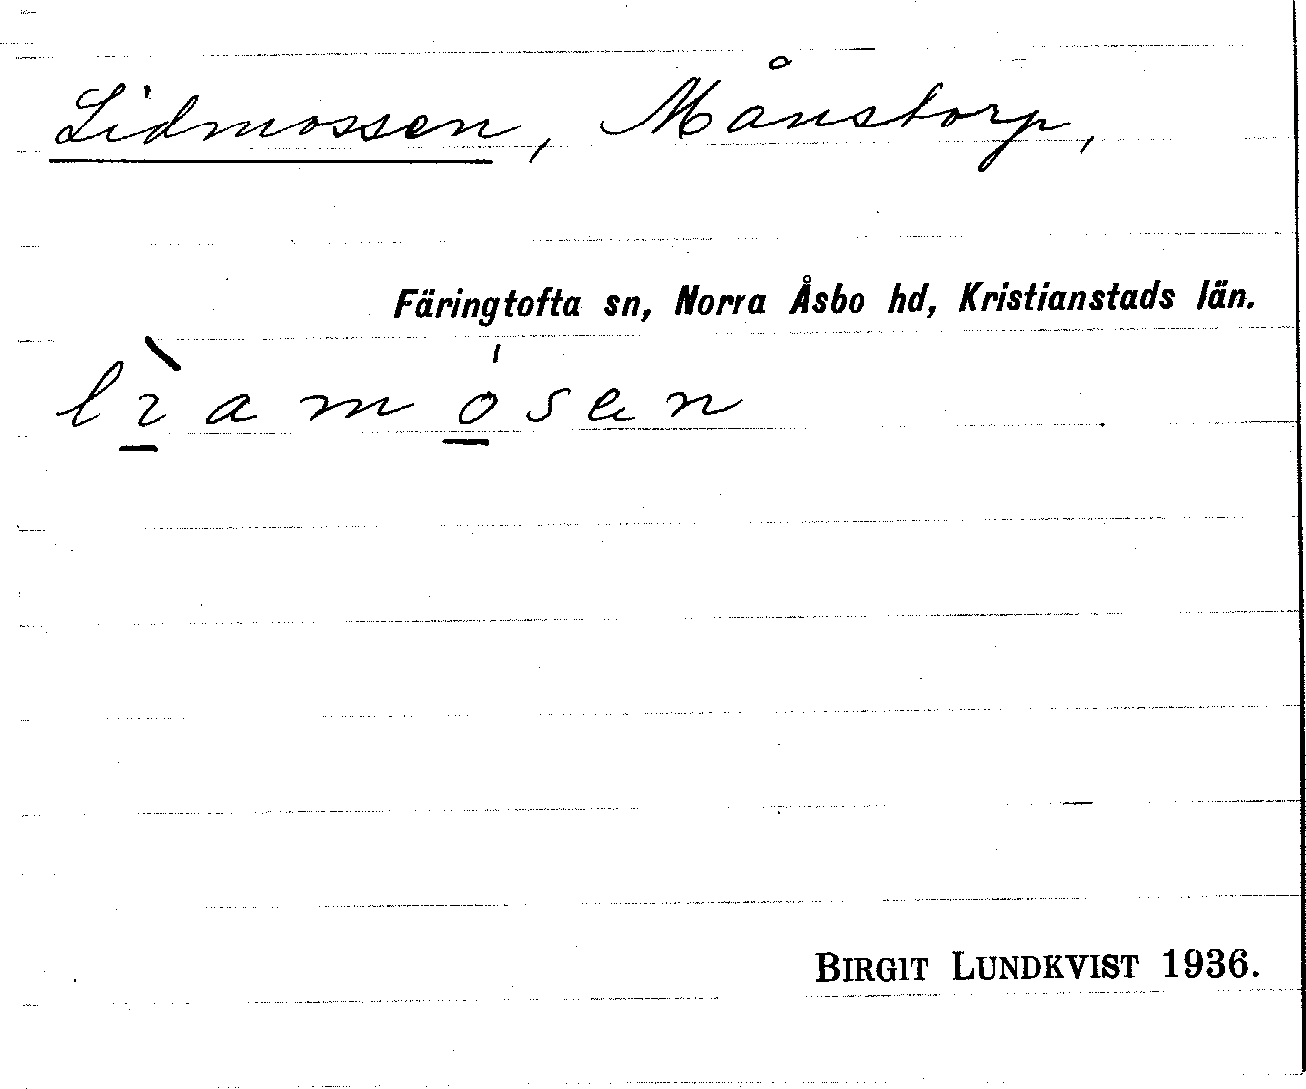 Lidmossen, Månstorp,
Färingtofta sn, Norra Åsbo hd, Kristianstads län.
lìamósen
BIRGIT LUNDKVIST 1936.